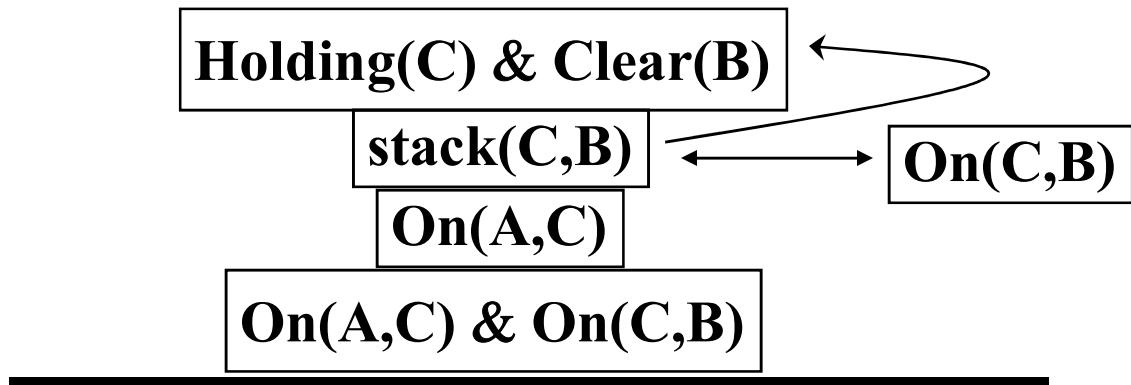 Holding(C) & Clear(B)
stack(C,B)
On(C,B)
On(A,C)
On(A,C) & On(C,B)